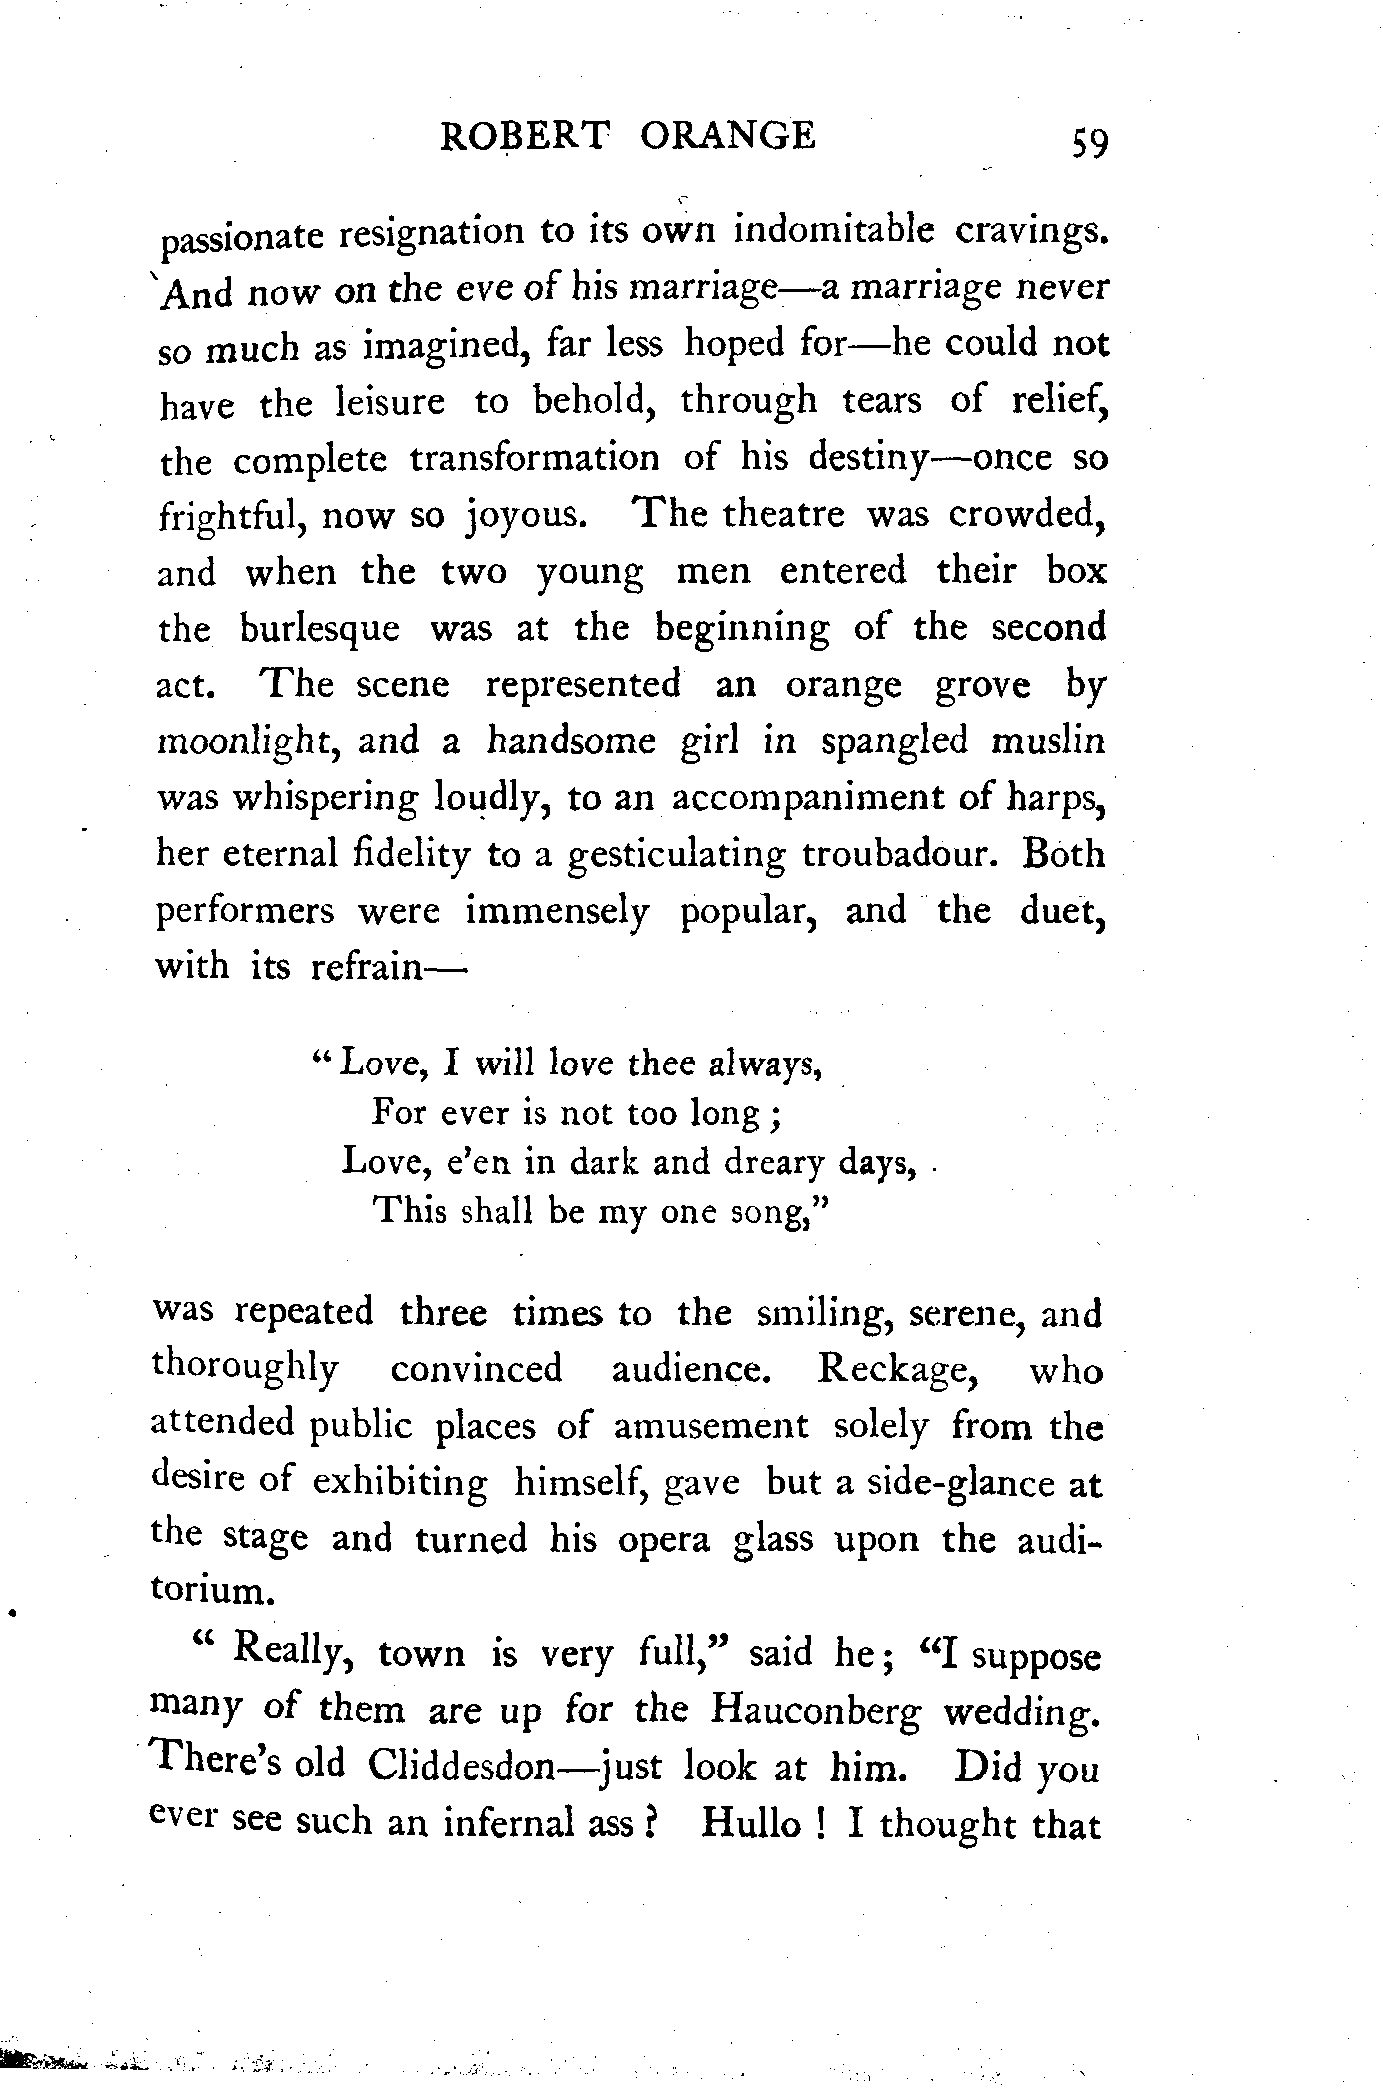 ROBERT ORANGE 59
passionate resignation to its own indomitable cravings.
And now on the eve of his marriage—a marriage never
so much as imagined, far less hoped for—he could not
have the leisure to behold, through tears of relief,
the complete transformation of his destiny—once so
frightful, now so joyous. The theatre was crowded,
and when the two young men entered their box
the burlesque was at the beginning of the second
act. The scene represented an orange grove by
moonlight, and a handsome girl in spangled muslin
was whispering loudly, to an accompaniment of harps,
her eternal fidelity to a gesticulating troubadour. Both
performers were immensely popular, and the duet,
with its refrain—
“Love, I will love thee always,
For ever is not too long ;
Love, e’en in dark and dreary days,
This shall be my one song,”
was repeated three times to the smiling, serene, and
thoroughly convinced audience. Reckage, who
attended public places of amusement solely from the
desire of exhibiting himself, gave but a side-glance at
the stage and turned his opera glass upon the audi-
torium.
“ Really, town is very full,” said he ; “I suppose
many of them are up for the Hauconberg wedding.
There’s old Cliddesdon—just look at him. Did you
ever see such an infernal ass ? Hullo ! I thought that